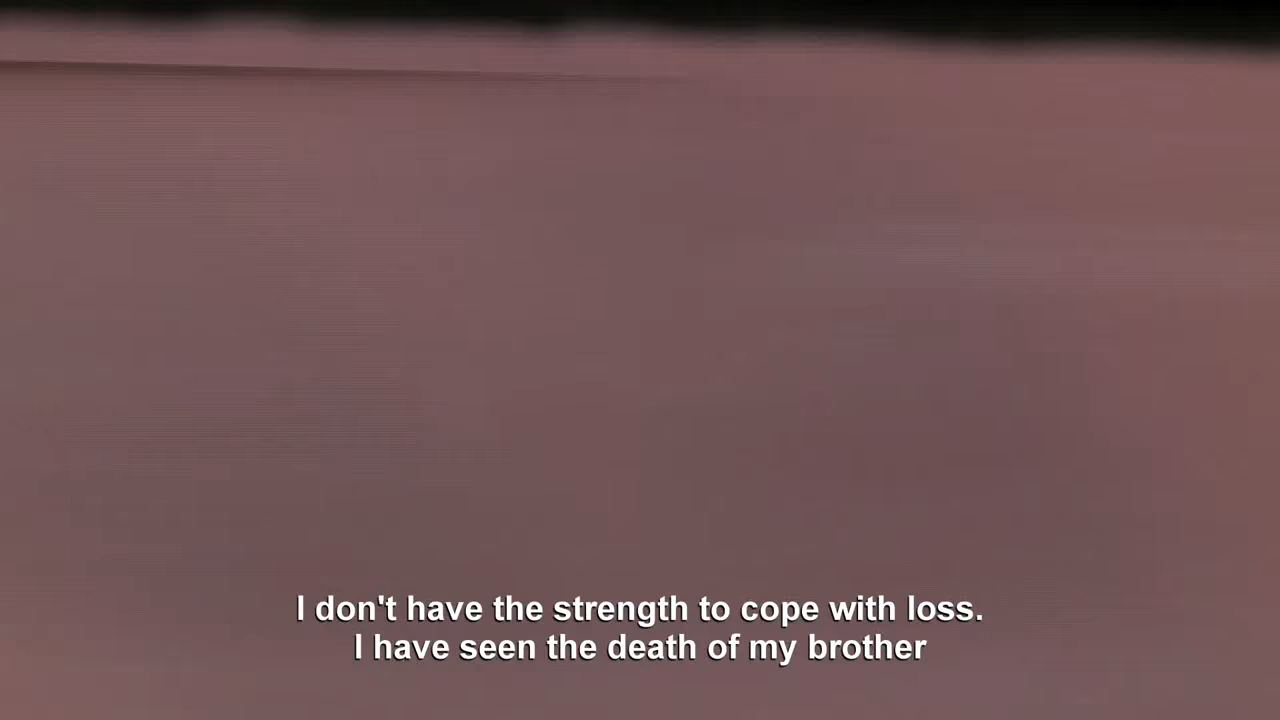 I don't have the strength to cope with loss.
I have seen the death of my brother